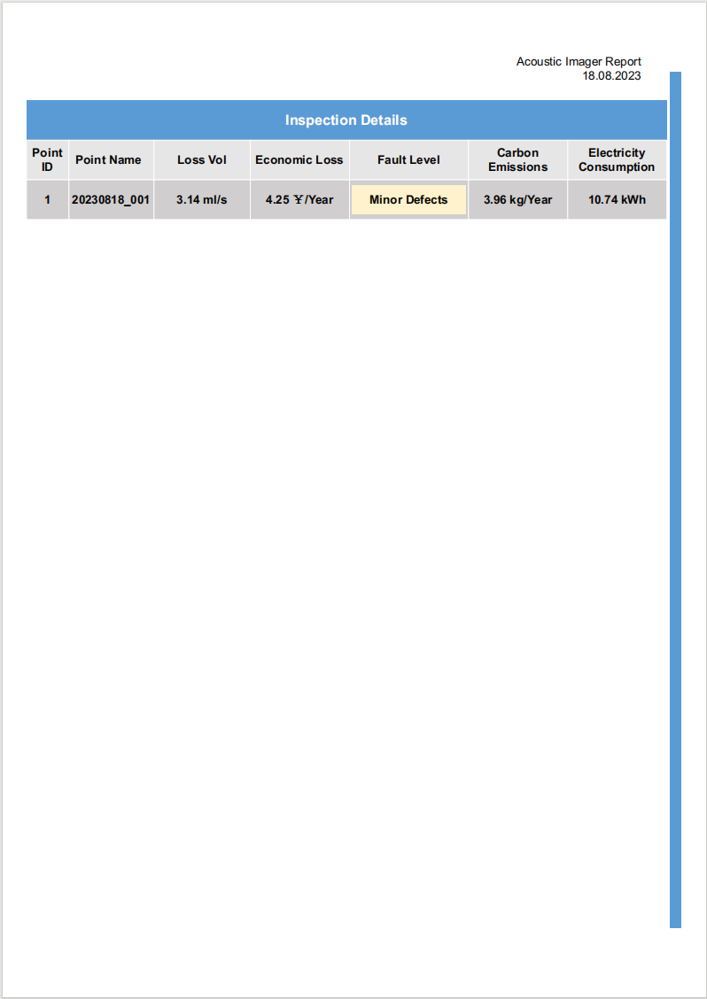 Acoustic Imager Report
18.08.2023
Inspection Details
Point ID Point Name Loss Vol Economic Loss Fault Level Carbon Emissions Electricity Consumption
1 20230818_001 3.14 ml/s 4.25 ¥/Year Minor Defects 3.96 kg/Year 10.74 kWh